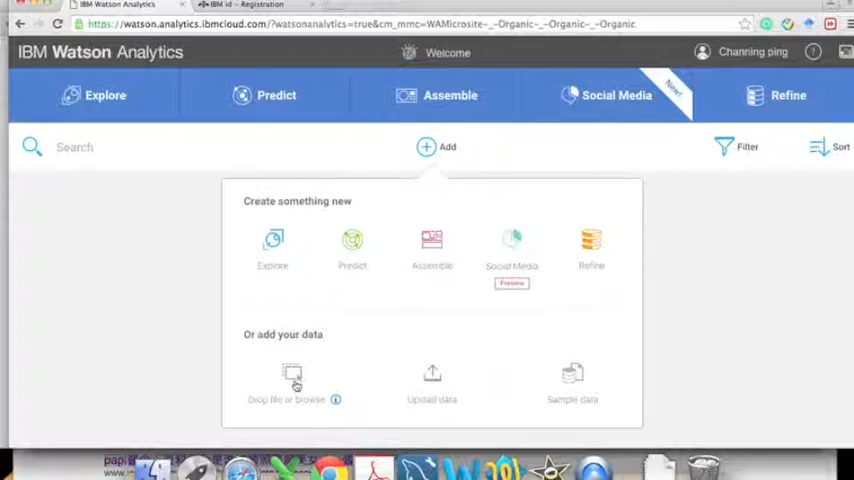 IBM Watson Analytics
IBM id -- Registration
https://watson.analytics.ibmcloud.com/?watsonanalytics=true&cm_mmc=WAMicrosite-_-Organic-_-Organic-_-Organic
IBM Watson Analytics Welcome Channing ping ?
Explore Predict Assemble Social Media New! Refine
Search Add Filter Sort
Create something new
Explore Predict Assemble Social Media Refine
Preview
Or add your data
Drop file or browse Upload data Sample data